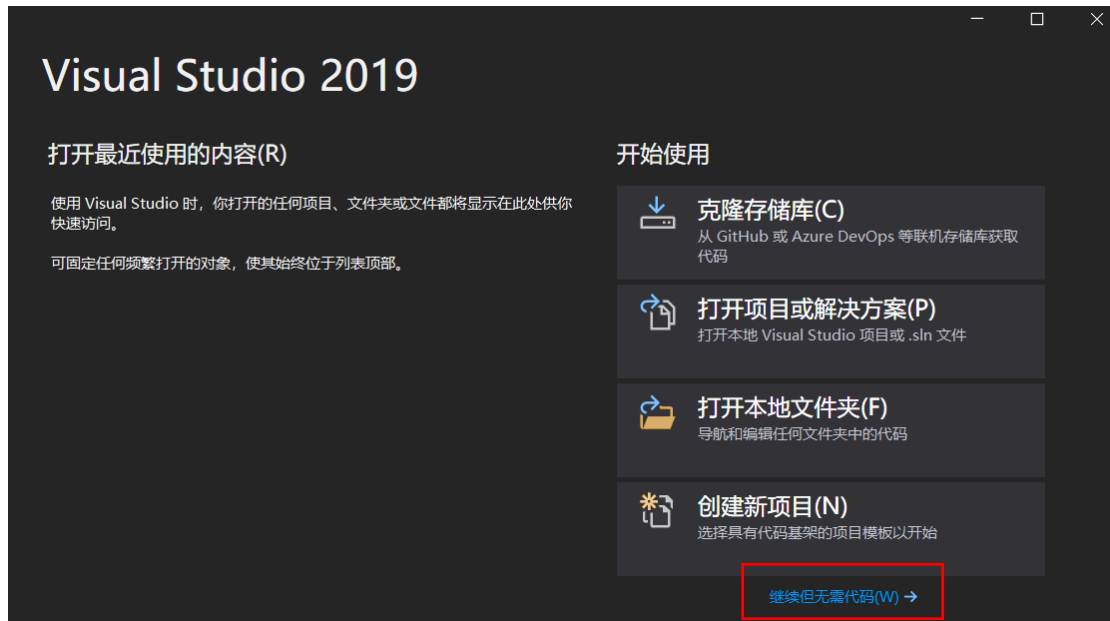 Visual Studio 2019
打开最近使用的内容(R)
使用 Visual Studio 时，你打开的任何项目、文件夹或文件都将显示在此处供你
快速访问。
可固定任何频繁打开的对象，使其始终位于列表顶部。
开始使用
克隆存储库(C)
从 GitHub 或 Azure DevOps 等联机存储库获取
代码
打开项目或解决方案(P)
打开本地 Visual Studio 项目或 .sln 文件
打开本地文件夹(F)
导航和编辑任何文件夹中的代码
创建新项目(N)
选择具有代码基架的项目模板以开始
继续但无需代码(W) →